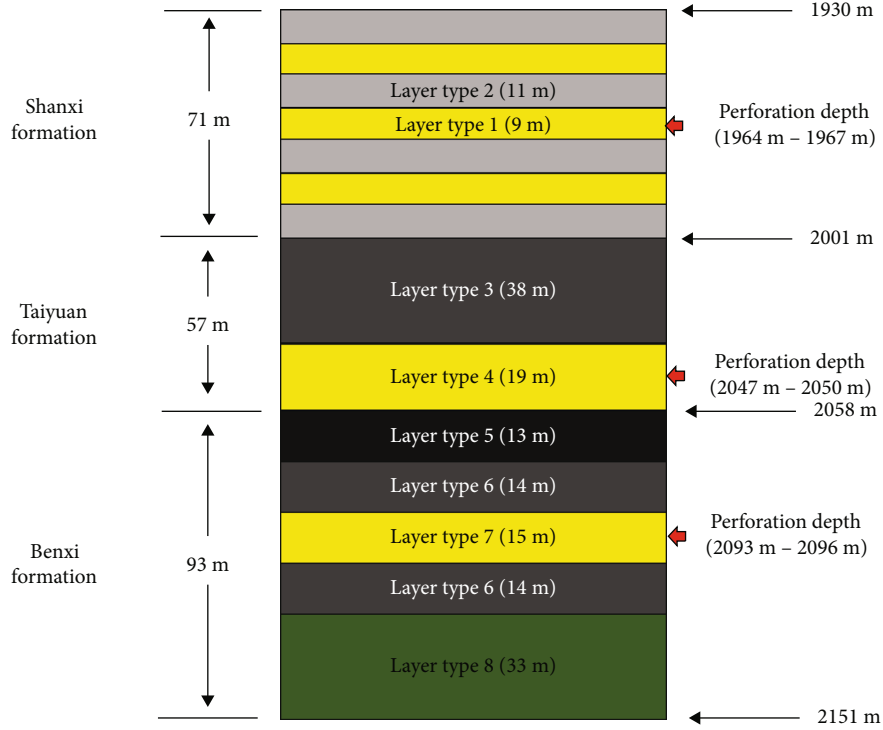 1930 m
Shanxi
formation
71 m
Layer type 2 (11 m)
Layer type 1 (9 m)
Perforation depth
(1964 m – 1967 m)
2001 m
Taiyuan
formation
57 m
Layer type 3 (38 m)
Layer type 4 (19 m)
Perforation depth
(2047 m – 2050 m)
2058 m
Benxi
formation
93 m
Layer type 5 (13 m)
Layer type 6 (14 m)
Layer type 7 (15 m)
Perforation depth
(2093 m – 2096 m)
Layer type 6 (14 m)
Layer type 8 (33 m)
2151 m